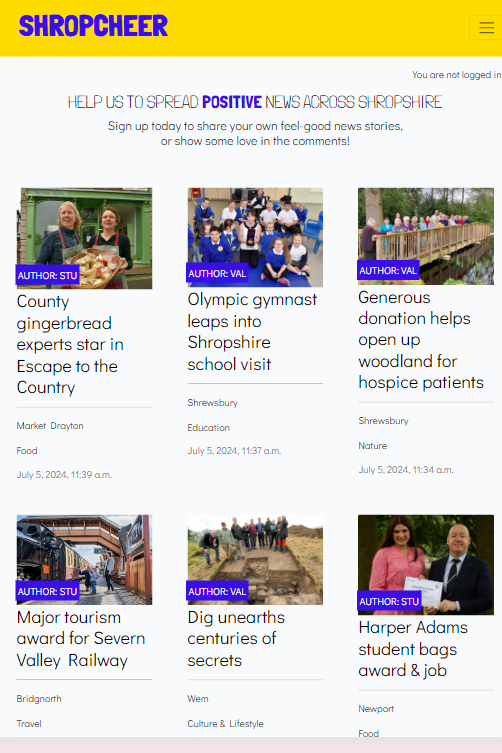 SHROPCHEER
You are not logged in
HELP US TO SPREAD POSITIVE NEWS ACROSS SHROPSHIRE
Sign up today to share your own feel-good news stories,
or show some love in the comments!
AUTHOR: STU
County
gingerbread
experts star in
Escape to the
Country
Market Drayton
Food
July 5, 2024, 11:39 a.m.
AUTHOR: VAL
Olympic gymnast
leaps into
Shropshire
school visit
Shrewsbury
Education
July 5, 2024, 11:37 a.m.
AUTHOR: VAL
Generous
donation helps
open up
woodland for
hospice patients
Shrewsbury
Nature
July 5, 2024, 11:34 a.m.
AUTHOR: STU
Major tourism
award for Severn
Valley Railway
Bridgnorth
Travel
AUTHOR: VAL
Dig unearths
centuries of
secrets
Wem
Culture & Lifestyle
AUTHOR: STU
Harper Adams
student bags
award & job
Newport
Food